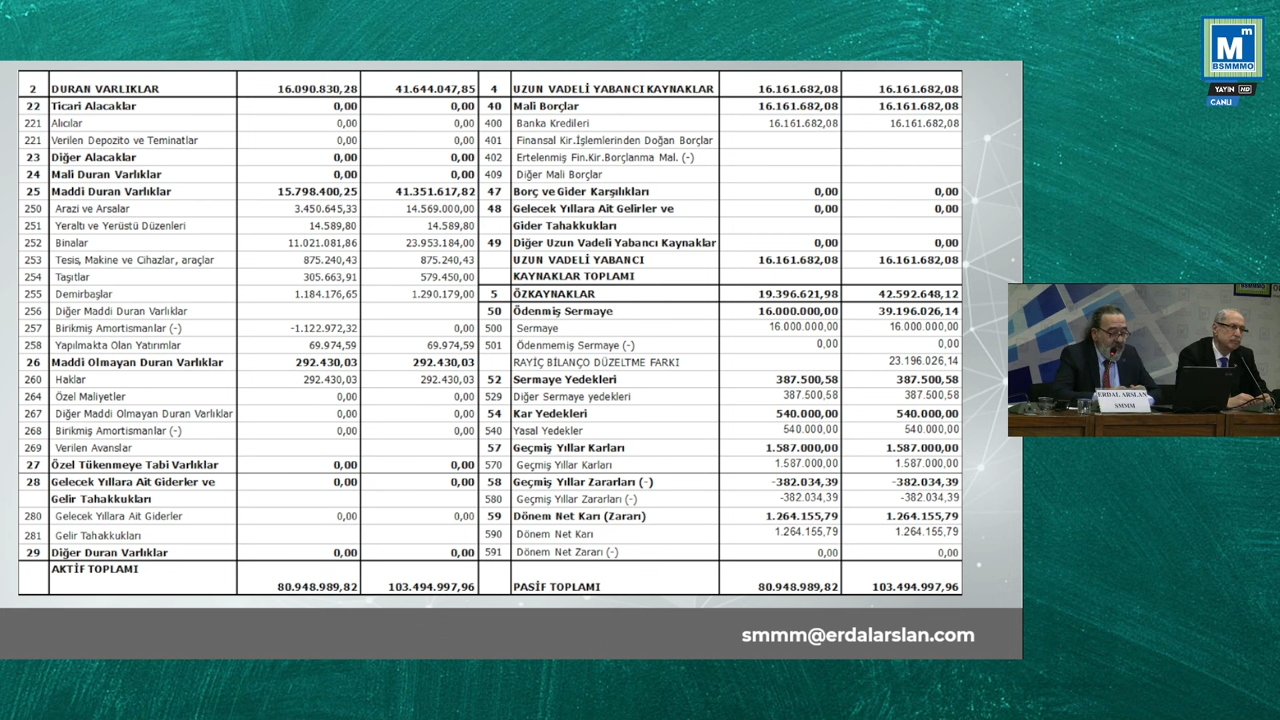 Mm
BSMMMO
YAYIN HD
CANLI
2 DURAN VARLIKLAR 16.090.830,28 41.644.047,85 4 UZUN VADELİ YABANCI KAYNAKLAR 16.161.682,08 16.161.682,08
22 Ticari Alacaklar 0,00 0,00 40 Mali Borçlar 16.161.682,08 16.161.682,08
221 Alıcılar 0,00 0,00 400 Banka Kredileri 16.161.682,08 16.161.682,08
221 Verilen Depozito ve Teminatlar 0,00 0,00 401 Finansal Kir.İşlemlerinden Doğan Borçlar
23 Diğer Alacaklar 0,00 0,00 402 Ertelenmiş Fin.Kir.Borçlanma Mal. (-)
24 Mali Duran Varlıklar 0,00 0,00 409 Diğer Mali Borçlar
25 Maddi Duran Varlıklar 15.798.400,25 41.351.617,82 47 Borç ve Gider Karşılıkları 0,00 0,00
250 Arazi ve Arsalar 3.450.645,33 14.569.000,00 48 Gelecek Yıllara Ait Gelirler ve 0,00 0,00
251 Yeraltı ve Yerüstü Düzenleri 14.589,80 14.589,80 Gider Tahakkukları
252 Binalar 11.021.081,86 23.953.184,00 49 Diğer Uzun Vadeli Yabancı Kaynaklar 0,00 0,00
253 Tesis, Makine ve Cihazlar, araçlar 875.240,43 875.240,43 UZUN VADELİ YABANCI 16.161.682,08 16.161.682,08
254 Taşıtlar 305.663,91 579.450,00 KAYNAKLAR TOPLAMI
255 Demirbaşlar 1.184.176,65 1.290.179,00 5 ÖZKAYNAKLAR 19.396.621,98 42.592.648,12
256 Diğer Maddi Duran Varlıklar 50 Ödenmiş Sermaye 16.000.000,00 39.196.026,14
257 Birikmiş Amortismanlar (-) -1.122.972,32 0,00 500 Sermaye 16.000.000,00 16.000.000,00
258 Yapılmakta Olan Yatırımlar 69.974,59 69.974,59 501 Ödenmemiş Sermaye (-) 0,00 0,00
26 Maddi Olmayan Duran Varlıklar 292.430,03 292.430,03 RAYİÇ BİLANÇO DÜZELTME FARKI 23.196.026,14
260 Haklar 292.430,03 292.430,03 52 Sermaye Yedekleri 387.500,58 387.500,58
264 Özel Maliyetler 0,00 0,00 529 Diğer Sermaye yedekleri 387.500,58 387.500,58
267 Diğer Maddi Olmayan Duran Varlıklar 0,00 0,00 54 Kar Yedekleri 540.000,00 540.000,00
268 Birikmiş Amortismanlar (-) 0,00 0,00 540 Yasal Yedekler 540.000,00 540.000,00
269 Verilen Avanslar 57 Geçmiş Yıllar Karları 1.587.000,00 1.587.000,00
27 Özel Tükenmeye Tabi Varlıklar 0,00 0,00 570 Geçmiş Yıllar Karları 1.587.000,00 1.587.000,00
28 Gelecek Yıllara Ait Giderler ve 0,00 0,00 58 Geçmiş Yıllar Zararları (-) -382.034,39 -382.034,39
Gelir Tahakkukları 580 Geçmiş Yıllar Zararları (-) -382.034,39 -382.034,39
280 Gelecek Yıllara Ait Giderler 0,00 0,00 59 Dönem Net Karı (Zararı) 1.264.155,79 1.264.155,79
281 Gelir Tahakkukları 590 Dönem Net Karı 1.264.155,79 1.264.155,79
29 Diğer Duran Varlıklar 0,00 0,00 591 Dönem Net Zararı (-) 0,00 0,00
AKTİF TOPLAMI 80.948.989,82 103.494.997,96 PASİF TOPLAMI 80.948.989,82 103.494.997,96
ERDAL ARSLAN
SMMM
smmm@erdalarslan.com